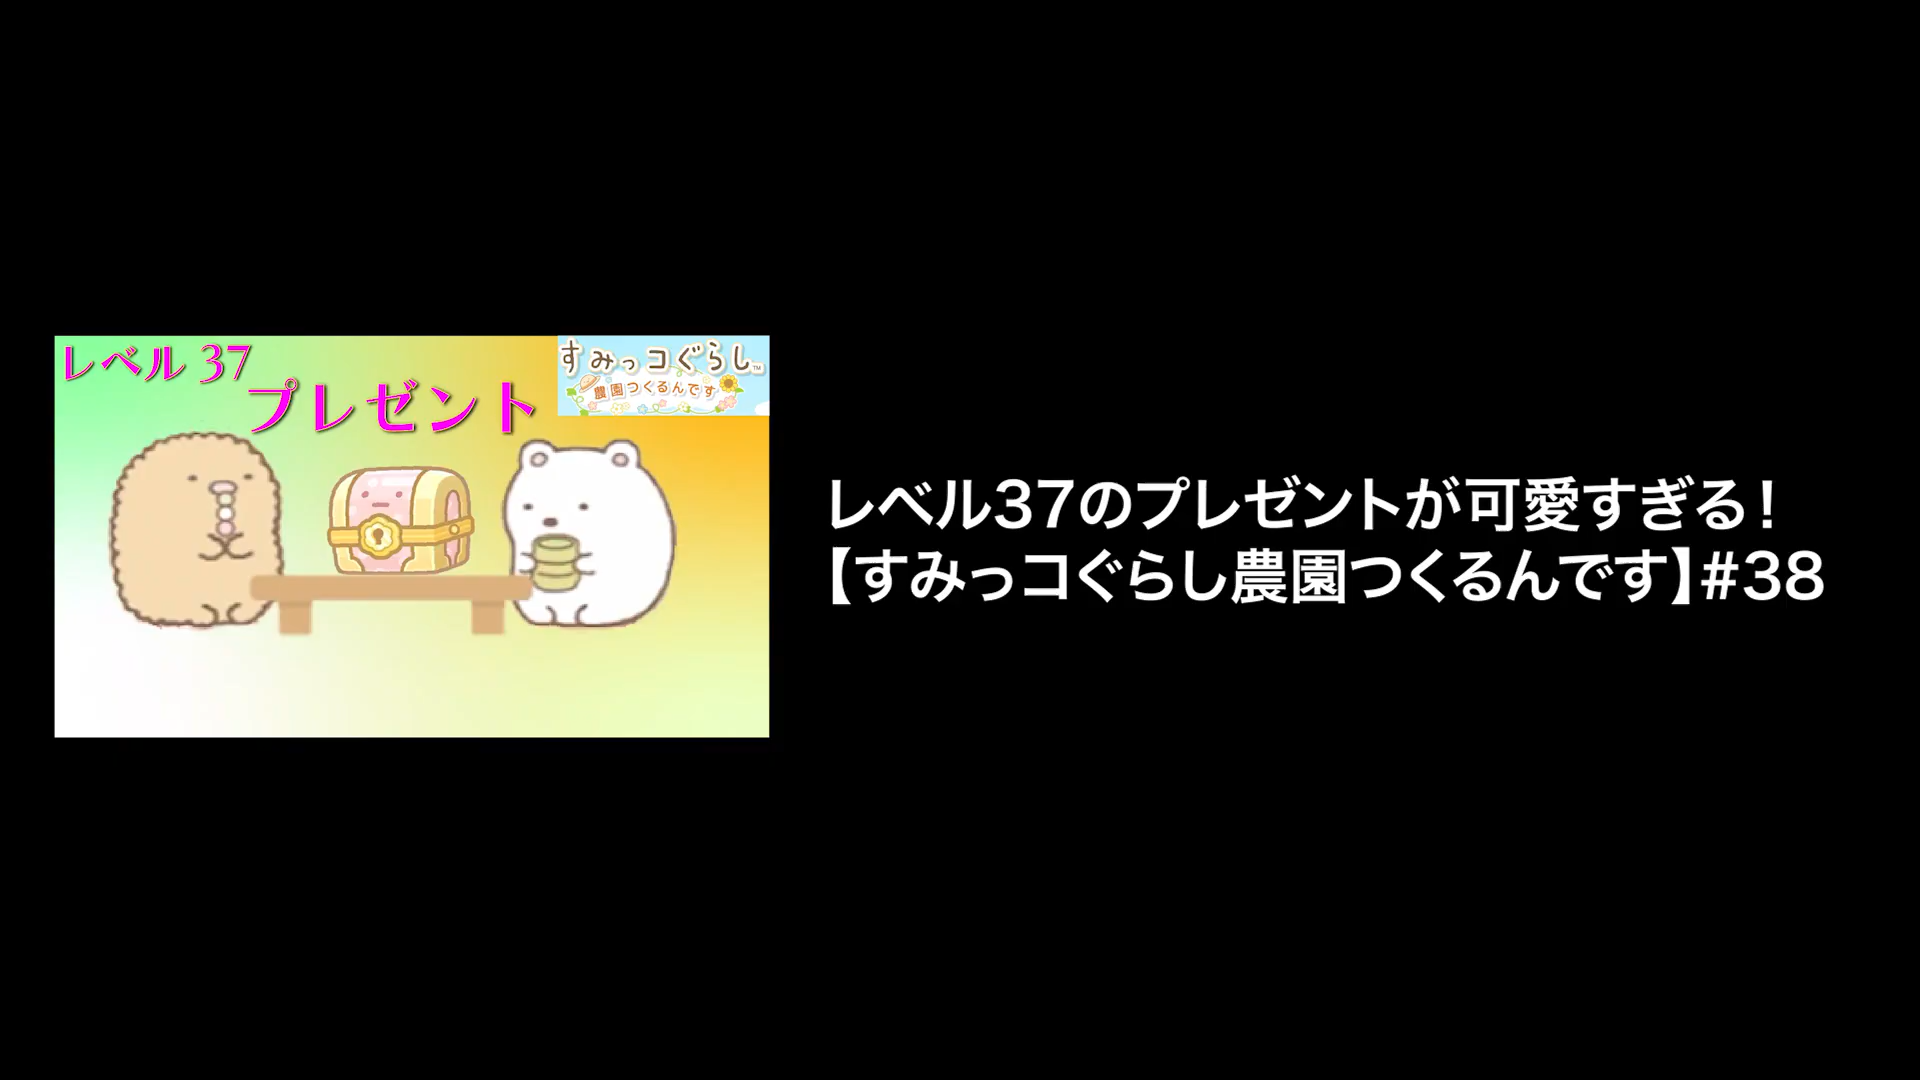 レベル 37
プレゼント
すみっコぐらし™
農園つくるんです
レベル37のプレゼントが可愛すぎる！
【すみっコぐらし農園つくるんです】#38